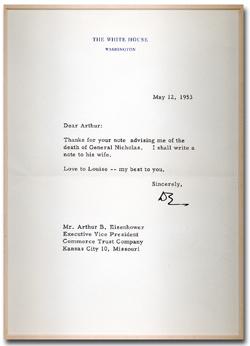 THE WHITE HOUSE
WASHINGTON
May 12, 1953
Dear Arthur:
Thanks for your note advising me of the
death of General Nicholas. I shall write a
note to his wife.
Love to Louise -- my best to you.
Sincerely,
DE
Mr. Arthur B. Eisenhower
Executive Vice President
Commerce Trust Company
Kansas City 10, Missouri